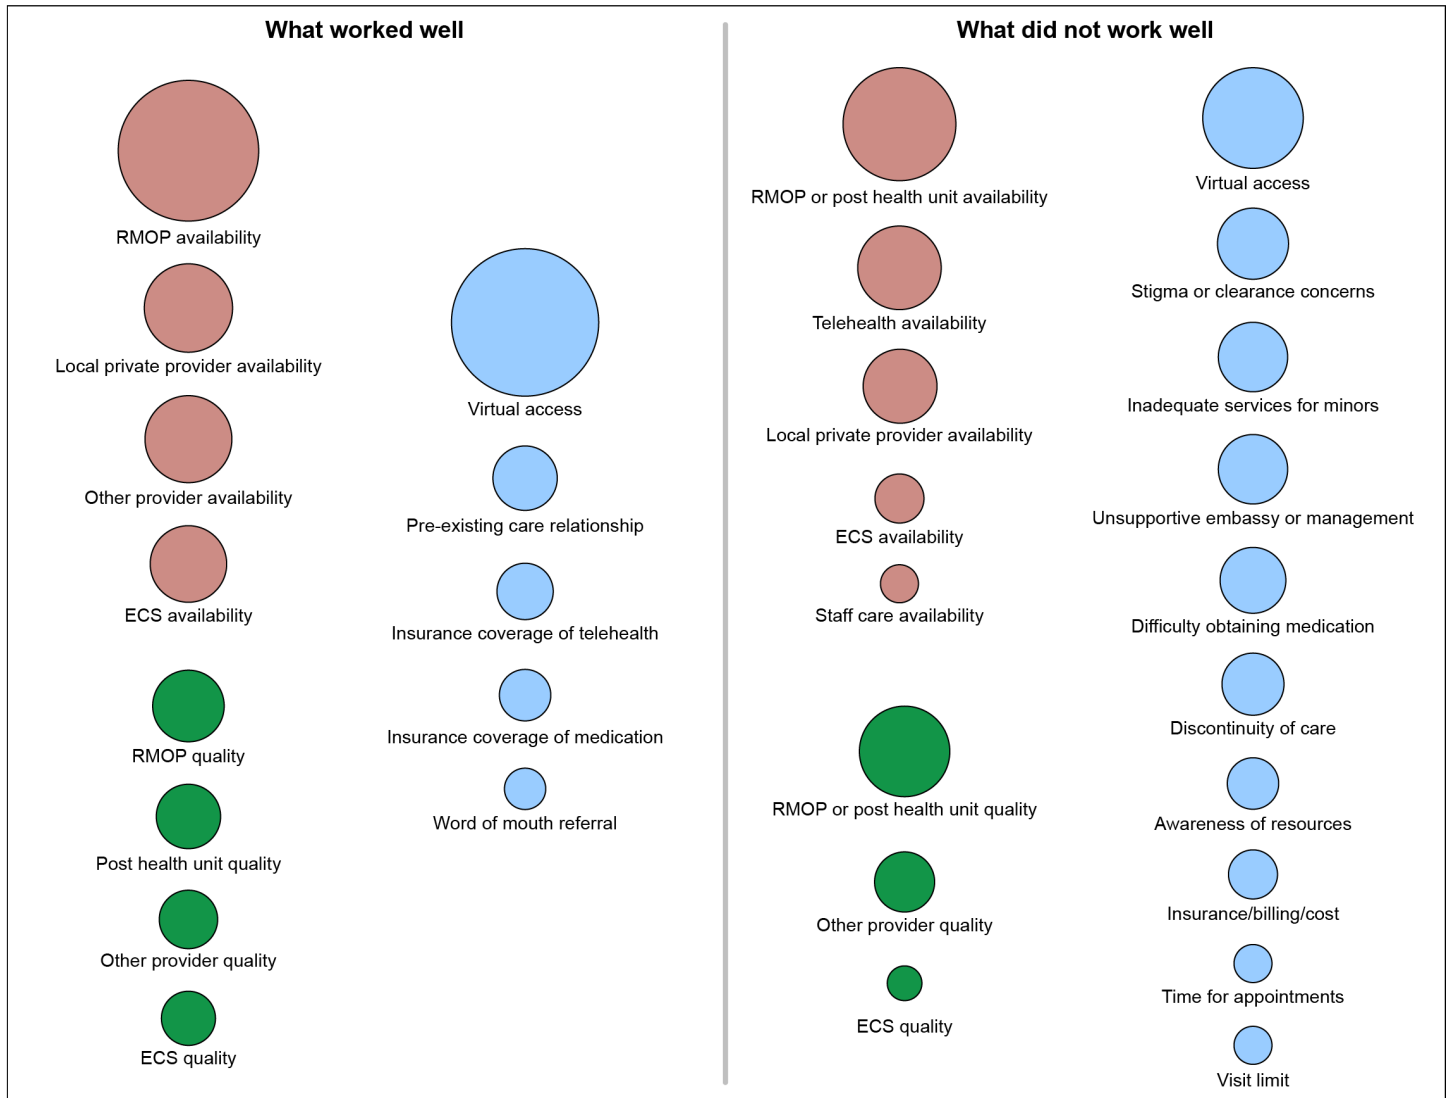 What worked well
RMOP availability
Local private provider availability
Other provider availability
ECS availability
RMOP quality
Post health unit quality
Other provider quality
ECS quality
Virtual access
Pre-existing care relationship
Insurance coverage of telehealth
Insurance coverage of medication
Word of mouth referral
What did not work well
RMOP or post health unit availability
Telehealth availability
Local private provider availability
ECS availability
Staff care availability
RMOP or post health unit quality
Other provider quality
ECS quality
Virtual access
Stigma or clearance concerns
Inadequate services for minors
Unsupportive embassy or management
Difficulty obtaining medication
Discontinuity of care
Awareness of resources
Insurance/billing/cost
Time for appointments
Visit limit